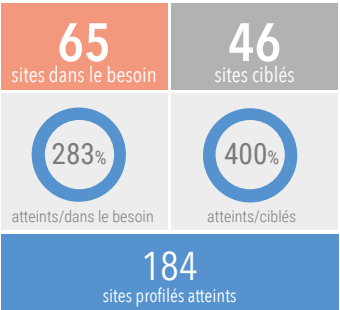 65
sites dans le besoin
46
sites ciblés
283%
atteints/dans le besoin
400%
atteints/ciblés
184
sites profilés atteints